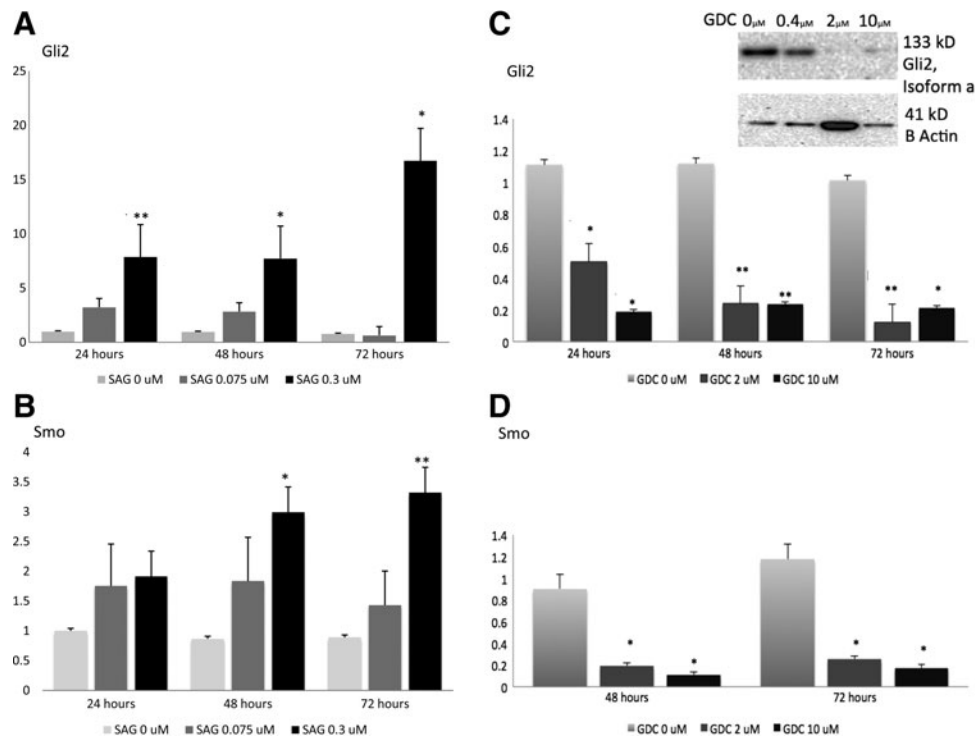 A
Gli2
25
20
15
10
5
0
** * *
24 hours 48 hours 72 hours
SAG 0 uM SAG 0.075 uM SAG 0.3 uM
B
Smo
4
3.5
3
2.5
2
1.5
1
0.5
0
* **
24 hours 48 hours 72 hours
SAG 0 uM SAG 0.075 uM SAG 0.3 uM
C
GDC 0μM 0.4μM 2μM 10μM
133 kD
Gli2,
Isoform a
41 kD
B Actin
Gli2
1.4
1.2
1
0.8
0.6
0.4
0.2
0
* * ** ** ** *
24 hours 48 hours 72 hours
GDC 0 uM GDC 2 uM GDC 10 uM
D
Smo
1.4
1.2
1
0.8
0.6
0.4
0.2
0
* * * *
48 hours 72 hours
GDC 0 uM GDC 2 uM GDC 10 uM